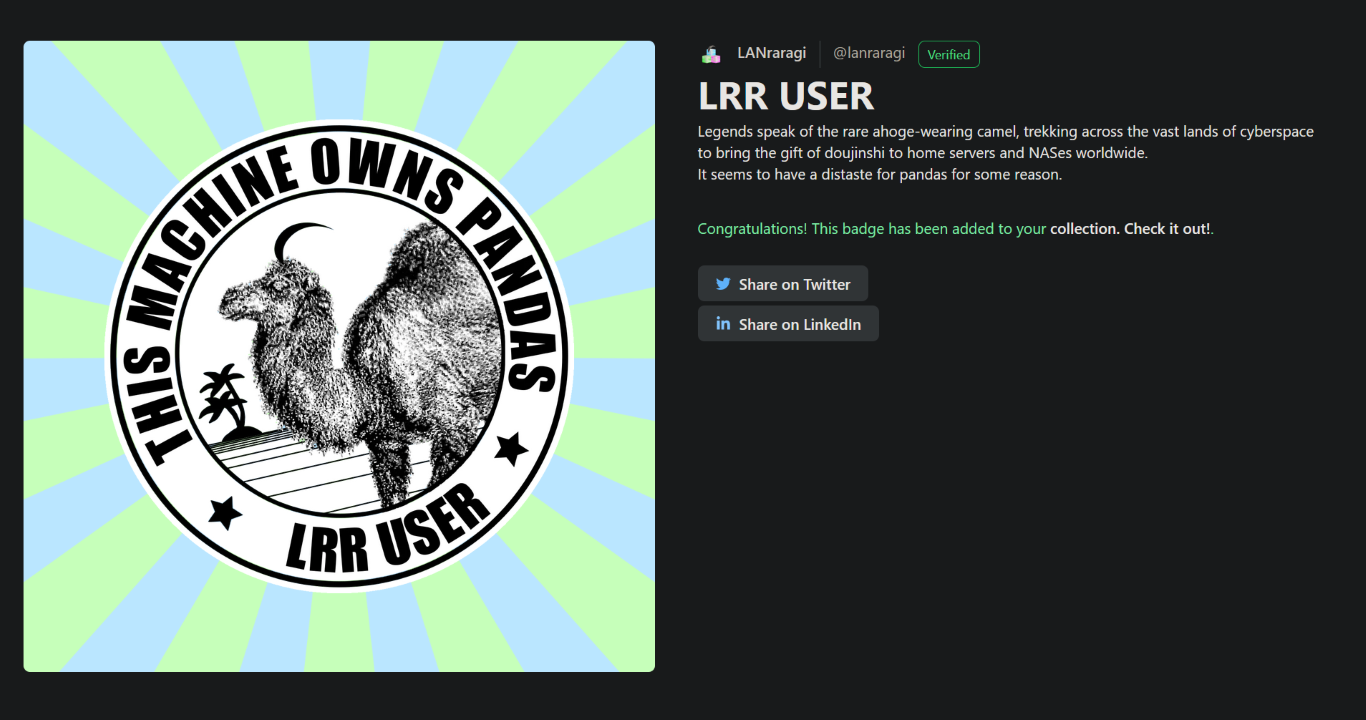 THIS MACHINE OWNS PANDAS
LRR USER
LANraragi @lanraragi Verified
LRR USER
Legends speak of the rare ahoge-wearing camel, trekking across the vast lands of cyberspace
to bring the gift of doujinshi to home servers and NASes worldwide.
It seems to have a distaste for pandas for some reason.
Congratulations! This badge has been added to your collection. Check it out!.
Share on Twitter
Share on LinkedIn